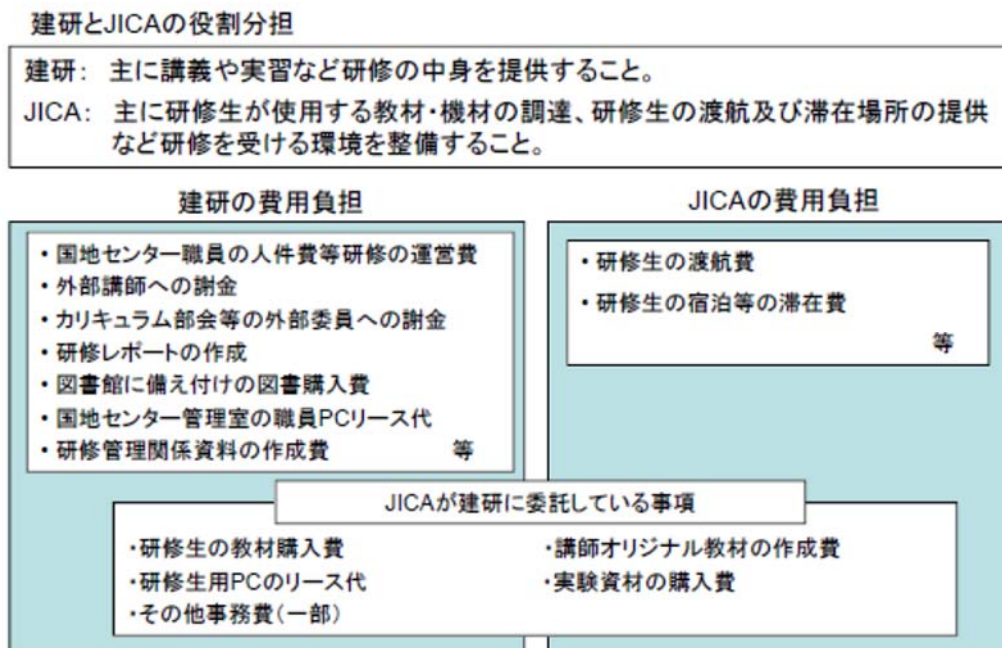 建研とJICAの役割分担
建研： 主に講義や実習など研修の中身を提供すること。
JICA： 主に研修生が使用する教材・機材の調達、研修生の渡航及び滞在場所の提供
など研修を受ける環境を整備すること。
建研の費用負担
・国地センター職員の人件費等研修の運営費
・外部講師への謝金
・カリキュラム部会等の外部委員への謝金
・研修レポートの作成
・図書館に備え付けの図書購入費
・国地センター管理室の職員PCリース代
・研修管理関係資料の作成費 等
JICAの費用負担
・研修生の渡航費
・研修生の宿泊等の滞在費
等
JICAが建研に委託している事項
・研修生の教材購入費
・研修生用PCのリース代
・その他事務費（一部）
・講師オリジナル教材の作成費
・実験資材の購入費